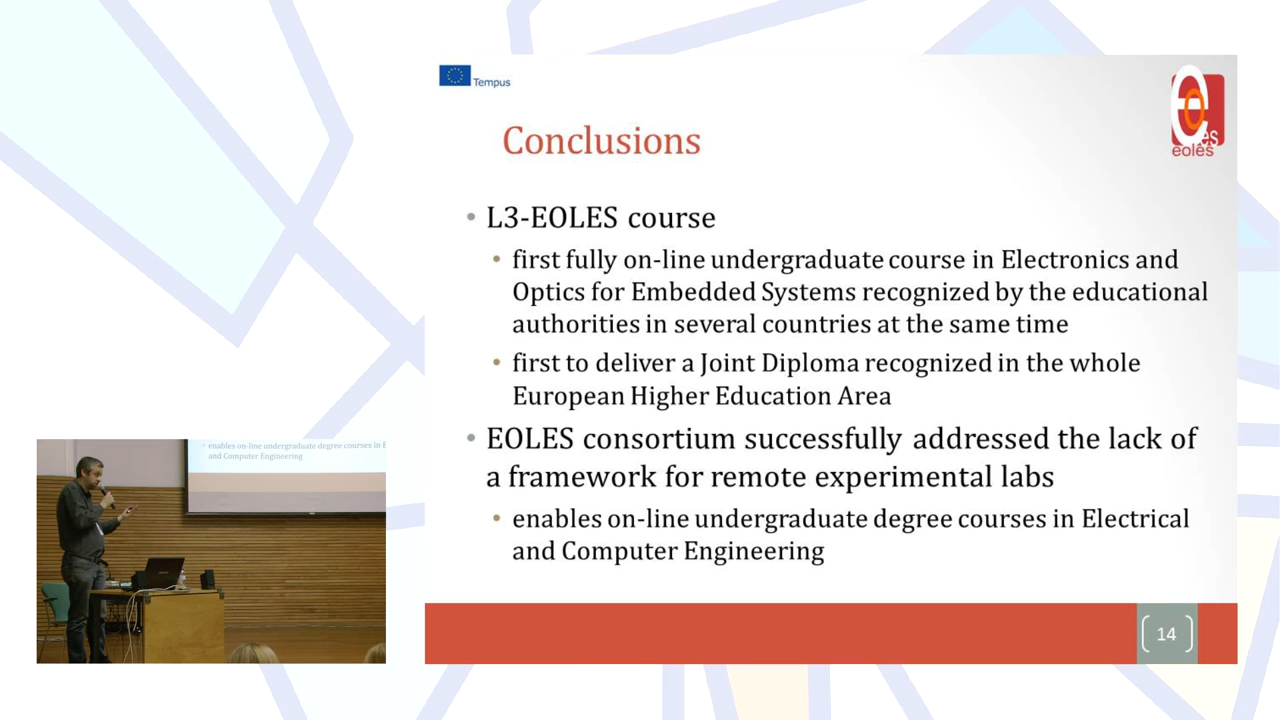 Tempus
eoles
Conclusions
• L3-EOLES course
• first fully on-line undergraduate course in Electronics and
Optics for Embedded Systems recognized by the educational
authorities in several countries at the same time
• first to deliver a Joint Diploma recognized in the whole
European Higher Education Area
• EOLES consortium successfully addressed the lack of
a framework for remote experimental labs
• enables on-line undergraduate degree courses in Electrical
and Computer Engineering
14
• enables on-line undergraduate degree courses in E
and Computer Engineering